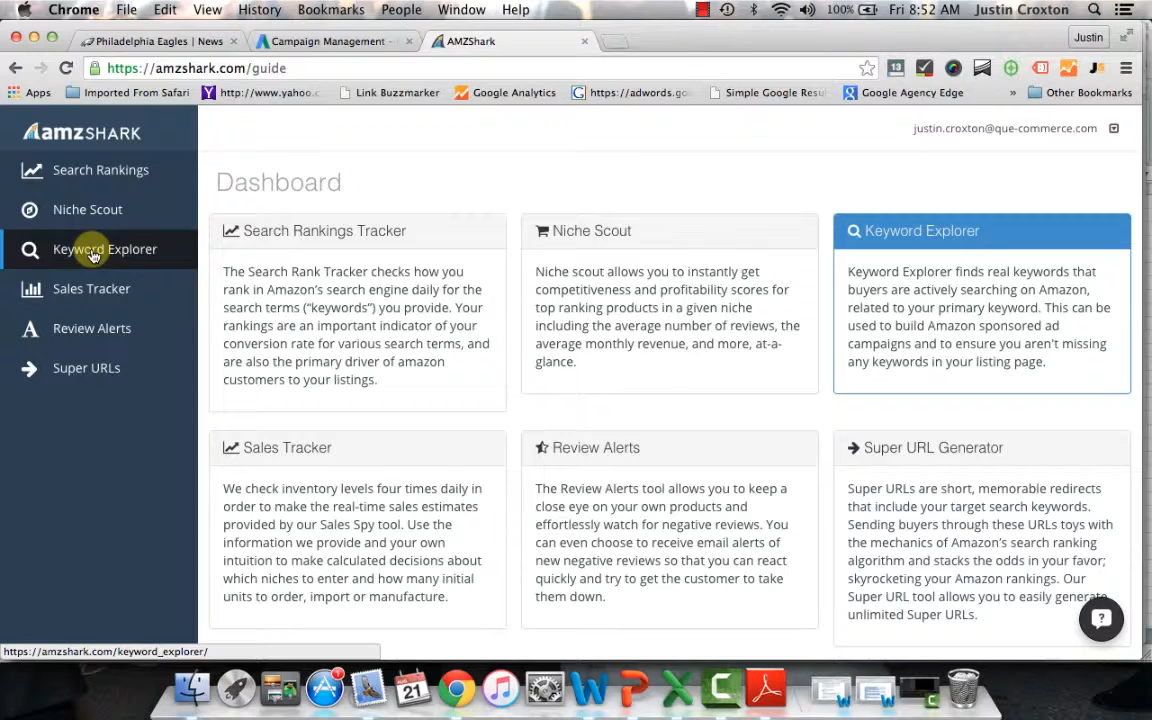 Chrome File Edit View History Bookmarks People Window Help 100% Fri 8:52 AM Justin Croxton
Philadelphia Eagles | News Campaign Management - AMZShark Justin
https://amzshark.com/guide 13
Apps Imported From Safari http://www.yahoo. Link Buzzmarker Google Analytics https://adwords.go Simple Google Resu Google Agency Edge » Other Bookmarks
amzSHARK
justin.croxton@que-commerce.com
Search Rankings
Niche Scout
Keyword Explorer
Sales Tracker
Review Alerts
Super URLs
Dashboard
Search Rankings Tracker
The Search Rank Tracker checks how you
rank in Amazon's search engine daily for the
search terms ("keywords") you provide. Your
rankings are an important indicator of your
conversion rate for various search terms, and
are also the primary driver of amazon
customers to your listings.
Niche Scout
Niche scout allows you to instantly get
competitiveness and profitability scores for
top ranking products in a given niche
including the average number of reviews, the
average monthly revenue, and more, at-a-
glance.
Keyword Explorer
Keyword Explorer finds real keywords that
buyers are actively searching on Amazon,
related to your primary keyword. This can be
used to build Amazon sponsored ad
campaigns and to ensure you aren't missing
any keywords in your listing page.
Sales Tracker
We check inventory levels four times daily in
order to make the real-time sales estimates
provided by our Sales Spy tool. Use the
information we provide and your own
intuition to make calculated decisions about
which niches to enter and how many initial
units to order, import or manufacture.
Review Alerts
The Review Alerts tool allows you to keep a
close eye on your own products and
effortlessly watch for negative reviews. You
can even choose to receive email alerts of
new negative reviews so that you can react
quickly and try to get the customer to take
them down.
Super URL Generator
Super URLs are short, memorable redirects
that include your target search keywords.
Sending buyers through these URLs toys with
the mechanics of Amazon's search ranking
algorithm and stacks the odds in your favor;
skyrocketing your Amazon rankings. Our
Super URL tool allows you to easily generate
unlimited Super URLs.
https://amzshark.com/keyword_explorer/
1 21